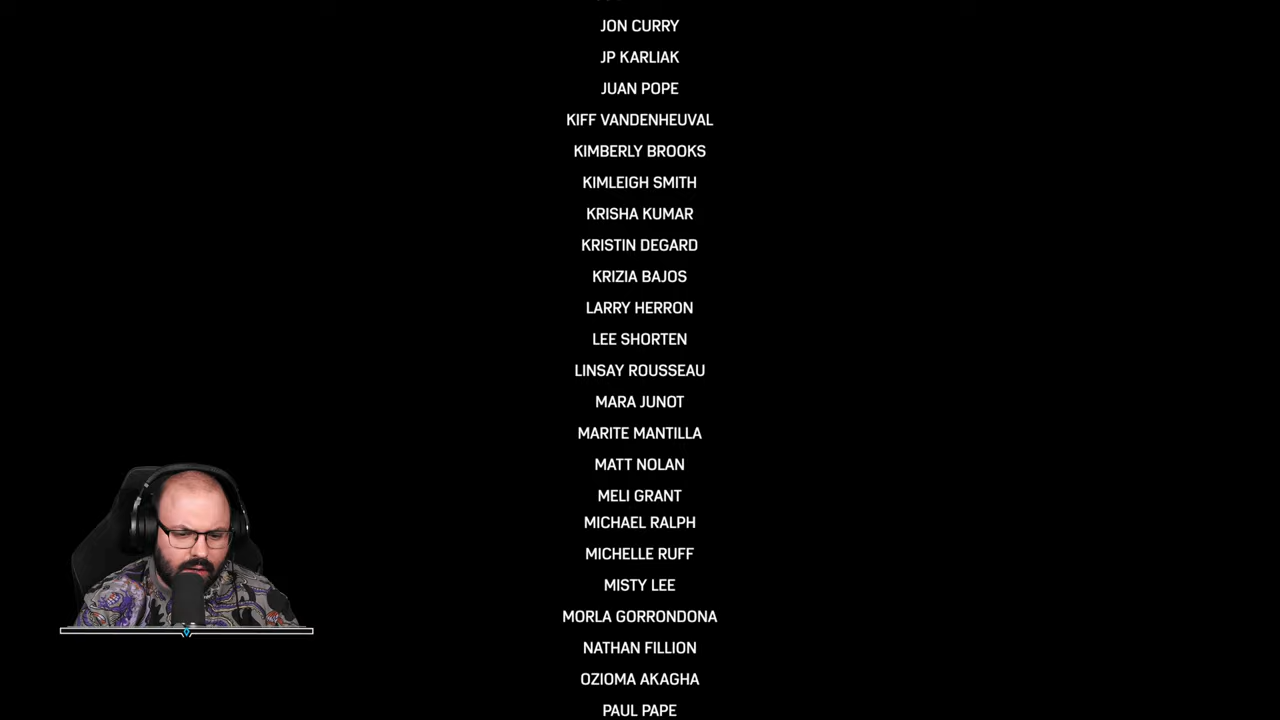 JON CURRY
JP KARLIAK
JUAN POPE
KIFF VANDENHEUVAL
KIMBERLY BROOKS
KIMLEIGH SMITH
KRISHA KUMAR
KRISTIN DEGARD
KRIZIA BAJOS
LARRY HERRON
LEE SHORTEN
LINSAY ROUSSEAU
MARA JUNOT
MARITE MANTILLA
MATT NOLAN
MELI GRANT
MICHAEL RALPH
MICHELLE RUFF
MISTY LEE
MORLA GORRONDONA
NATHAN FILLION
OZIOMA AKAGHA
PAUL PAPE